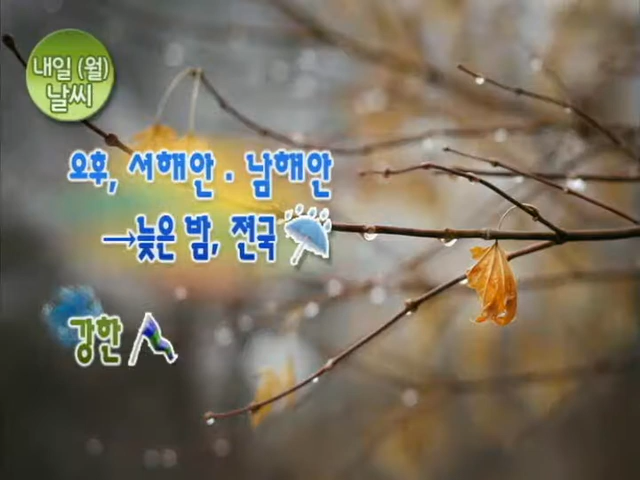 내일 (월)
날씨
오후, 서해안 · 남해안
→늦은 밤, 전국
강한